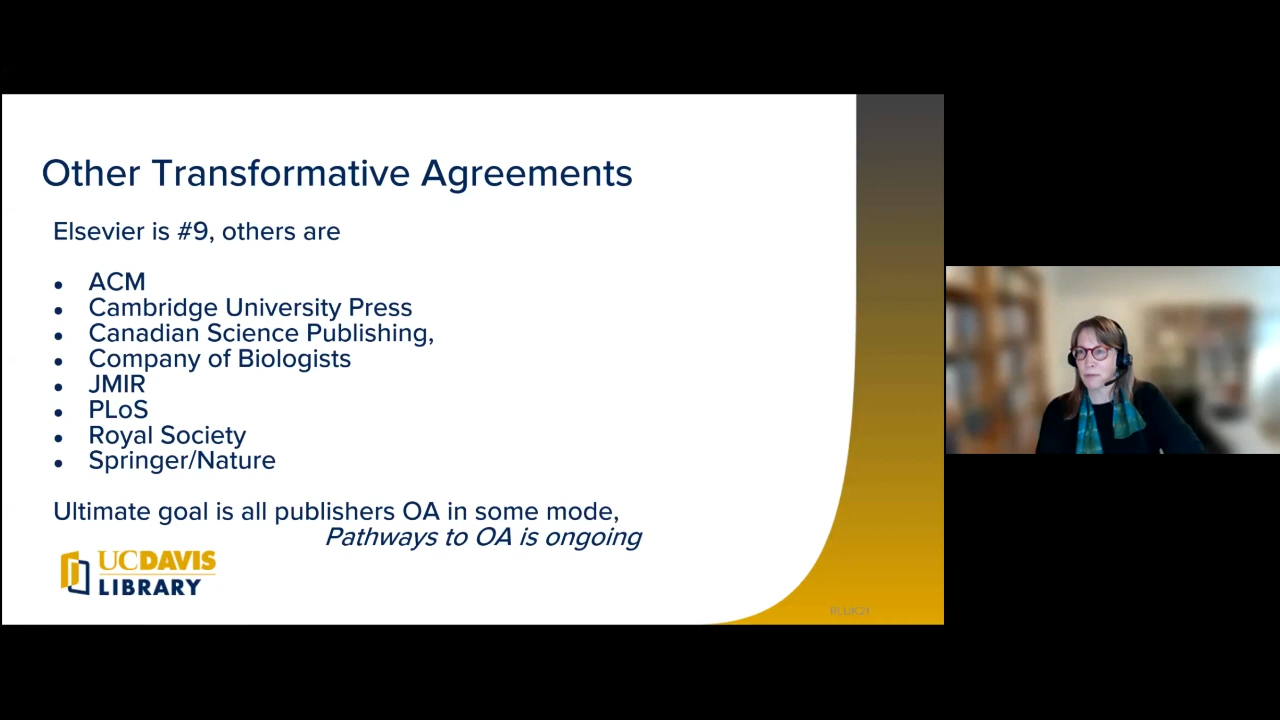 Other Transformative Agreements
Elsevier is #9, others are
• ACM
• Cambridge University Press
• Canadian Science Publishing,
• Company of Biologists
• JMIR
• PLoS
• Royal Society
• Springer/Nature
Ultimate goal is all publishers OA in some mode,
Pathways to OA is ongoing
UCDAVIS
LIBRARY
RLUK21